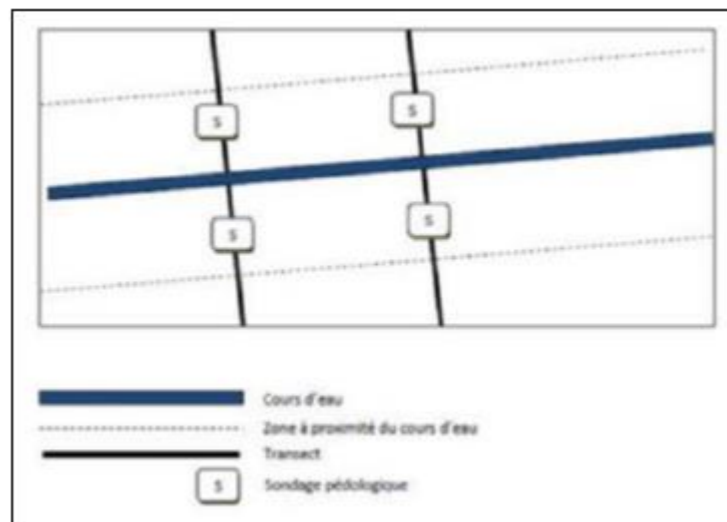 S
S
S
S
Cours d'eau
Zone à proximité du cours d'eau
Transect
S
Sondage pédologique